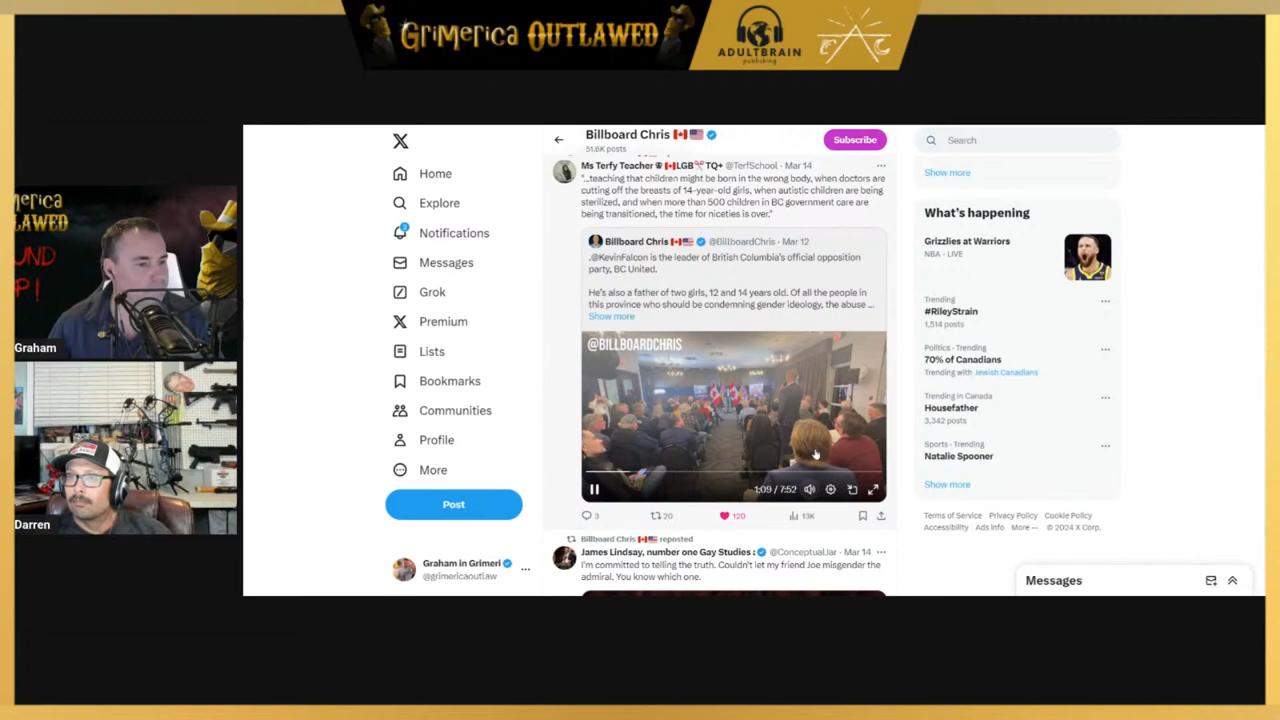 GRiMERiCA OUTLAWED
ADULTBRAIN
publishing
merica
AWED
UND
P!
Graham
Darren
Home
Explore
Notifications
Messages
Grok
Premium
Lists
Bookmarks
Communities
Profile
More
Post
Graham in Grimeri
@grimericaoutlaw
Billboard Chris
51.6K posts
Subscribe
Ms Terfy Teacher LGB TQ+ @TerfSchool · Mar 14
"...teaching that children might be born in the wrong body, when doctors are
cutting off the breasts of 14-year-old girls, when autistic children are being
sterilized, and when more than 500 children in BC government care are
being transitioned, the time for niceties is over."
Billboard Chris @BillboardChris · Mar 12
.@KevinFalcon is the leader of British Columbia's official opposition
party, BC United.
He's also a father of two girls, 12 and 14 years old. Of all the people in
this province who should be condemning gender ideology, the abuse ...
Show more
@BILLBOARDCHRIS
1:09 / 7:52
3
20
120
13K
Billboard Chris reposted
James Lindsay, number one Gay Studies : @ConceptualJar · Mar 14
I'm committed to telling the truth. Couldn't let my friend Joe misgender the
admiral. You know which one.
Search
Show more
What's happening
Grizzlies at Warriors
NBA · LIVE
Trending
#RileyStrain
1,514 posts
Politics · Trending
70% of Canadians
Trending with Jewish Canadians
Trending in Canada
Housefather
3,342 posts
Sports · Trending
Natalie Spooner
Show more
Terms of Service Privacy Policy Cookie Policy
Accessibility Ads info More ··· © 2024 X Corp.
Messages